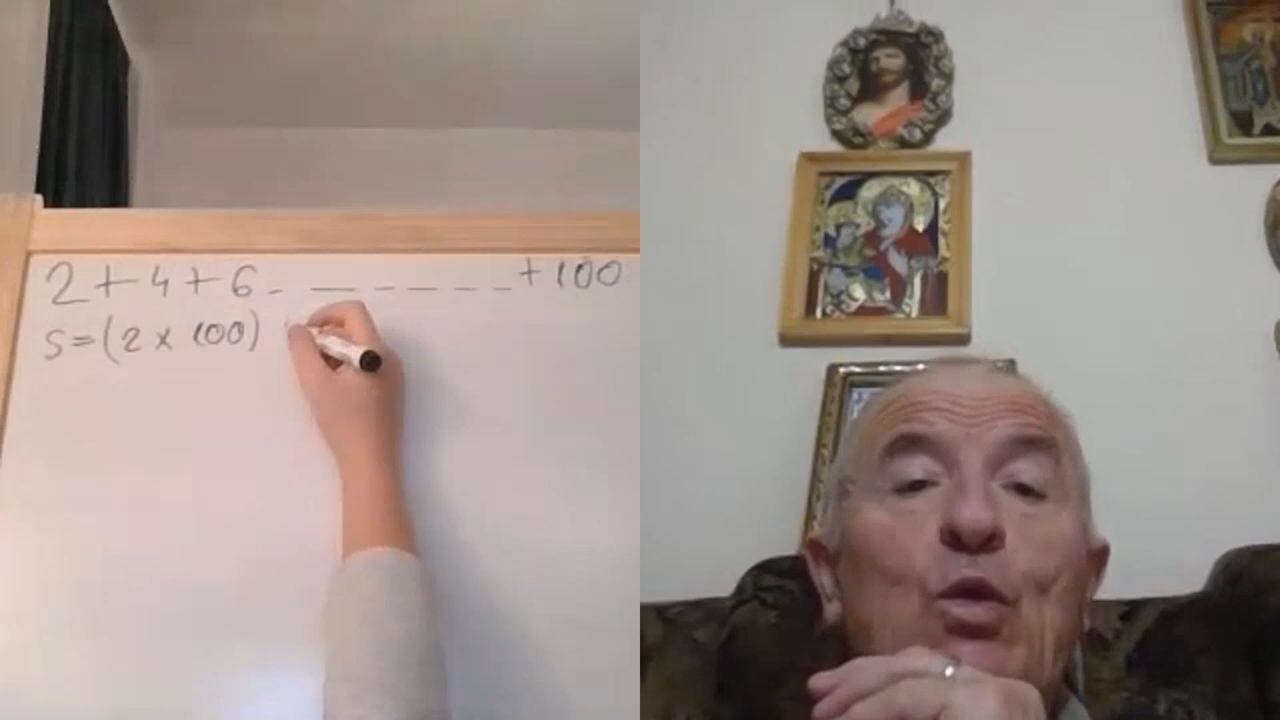 2+4+6- - - - - - -+100
S=(2 x 100)